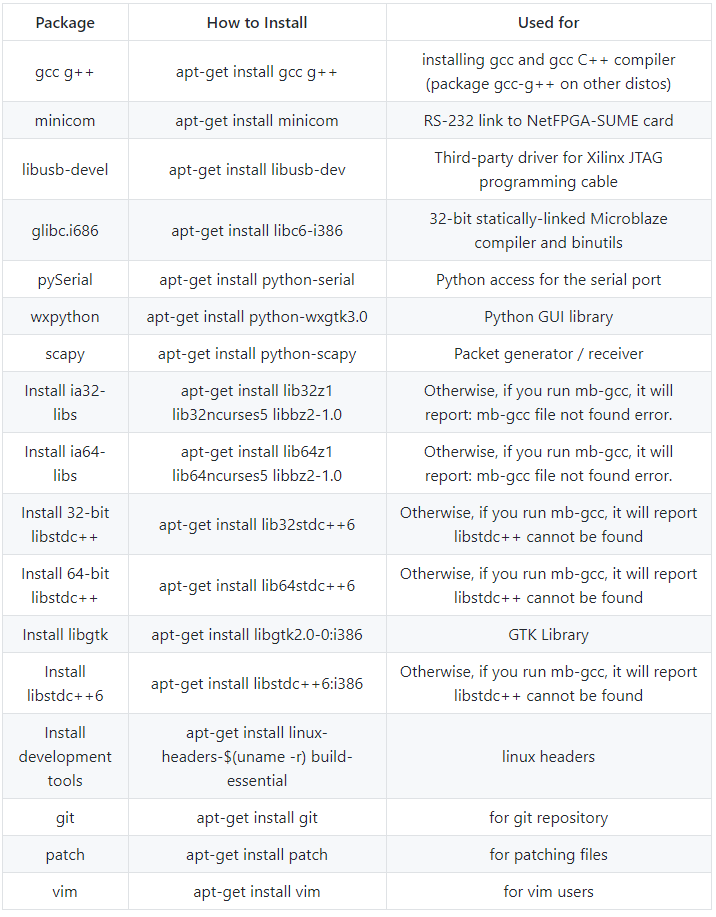 Package How to Install Used for
gcc g++ apt-get install gcc g++ installing gcc and gcc C++ compiler
(package gcc-g++ on other distos)
minicom apt-get install minicom RS-232 link to NetFPGA-SUME card
libusb-devel apt-get install libusb-dev Third-party driver for Xilinx JTAG
programming cable
glibc.i686 apt-get install libc6-i386 32-bit statically-linked Microblaze
compiler and binutils
pySerial apt-get install python-serial Python access for the serial port
wxpython apt-get install python-wxgtk3.0 Python GUI library
scapy apt-get install python-scapy Packet generator / receiver
Install ia32- apt-get install lib32z1 Otherwise, if you run mb-gcc, it will
libs lib32ncurses5 libbz2-1.0 report: mb-gcc file not found error.
Install ia64- apt-get install lib64z1 Otherwise, if you run mb-gcc, it will
libs lib64ncurses5 libbz2-1.0 report: mb-gcc file not found error.
Install 32-bit apt-get install lib32stdc++6 Otherwise, if you run mb-gcc, it will report
libstdc++ libstdc++ cannot be found
Install 64-bit apt-get install lib64stdc++6 Otherwise, if you run mb-gcc, it will report
libstdc++ libstdc++ cannot be found
Install libgtk apt-get install libgtk2.0-0:i386 GTK Library
Install apt-get install libstdc++6:i386 Otherwise, if you run mb-gcc, it will report
libstdc++6 libstdc++ cannot be found
Install apt-get install linux-
development headers-$(uname -r) build- linux headers
tools essential
git apt-get install git for git repository
patch apt-get install patch for patching files
vim apt-get install vim for vim users